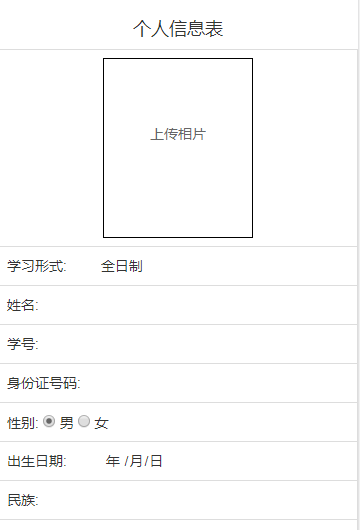 个人信息表
上传相片
学习形式: 全日制
姓名:
学号:
身份证号码:
性别: 男 女
出生日期: 年 /月/日
民族: